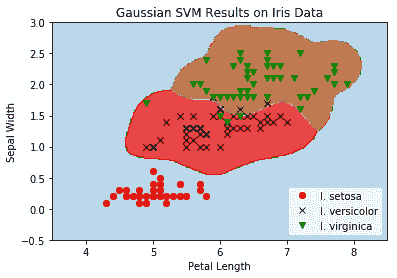 Gaussian SVM Results on Iris Data
3.0
2.5
2.0
1.5
1.0
0.5
0.0
−0.5
Sepal Width
4
5
6
7
8
Petal Length
I. setosa
I. versicolor
I. virginica